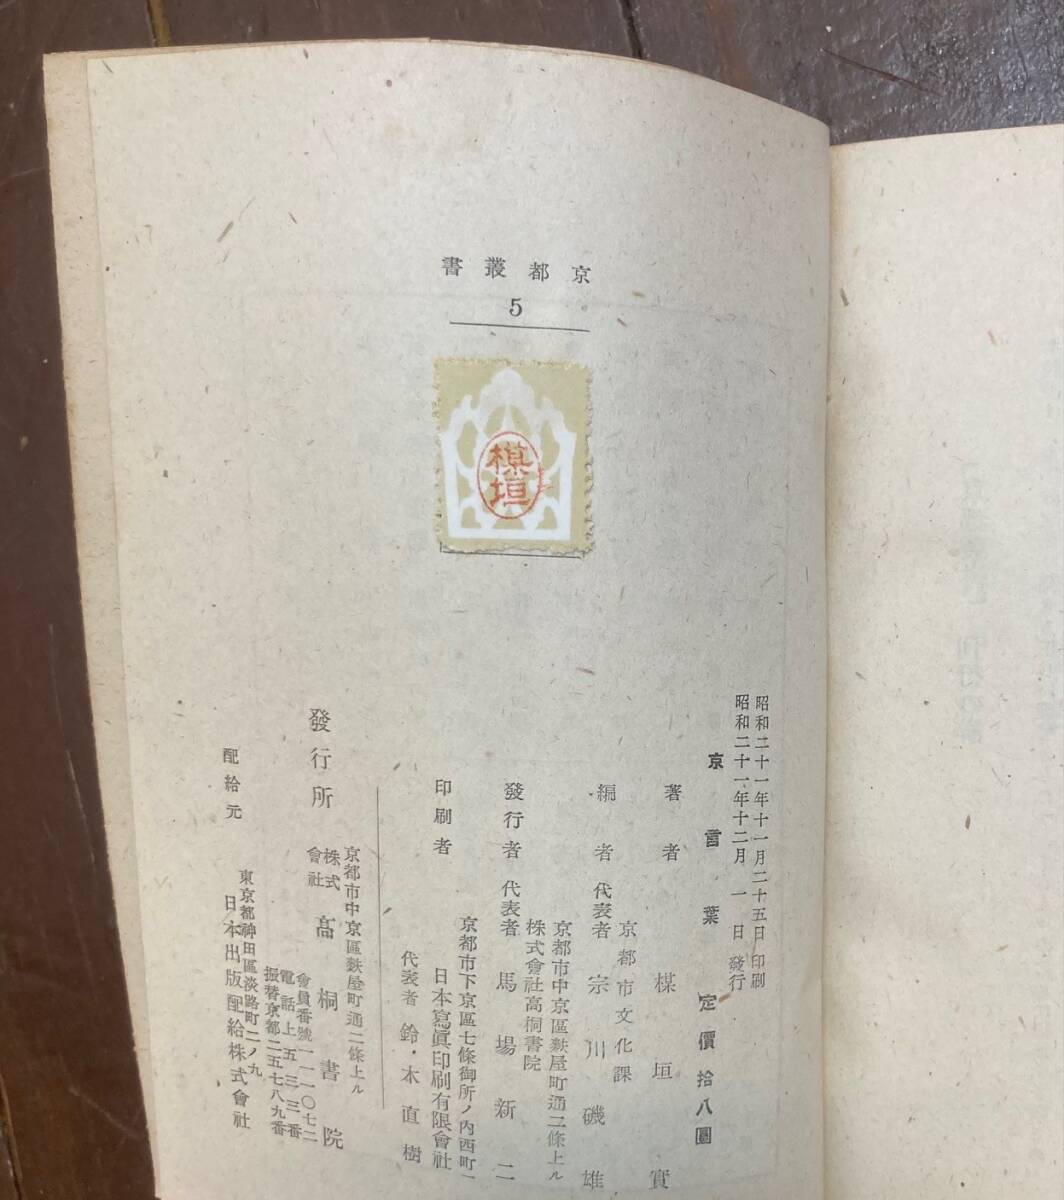 京都叢書
5
楳垣
昭和二十一年十一月二十五日印刷
昭和二十一年十二月一日發行
京言葉 定價拾八圓
著者 楳垣實
京都市文化課
編者 代表者 宗川磯雄
京都市中京區麩屋町通二條上ル
株式會社高桐書院
發行者 代表者 馬場新二
京都市下京區七條御所ノ內西町一
日本寫眞印刷有限會社
印刷者 代表者 鈴木直樹
京都市中京區麩屋町通二條上ル
發行所 株式會社 高桐書院
會員番號一一一〇七二
電話上五三三番
振替京都二五七八九番
東京都神田區淡路町二ノ九
配給元 日本出版配給株式會社